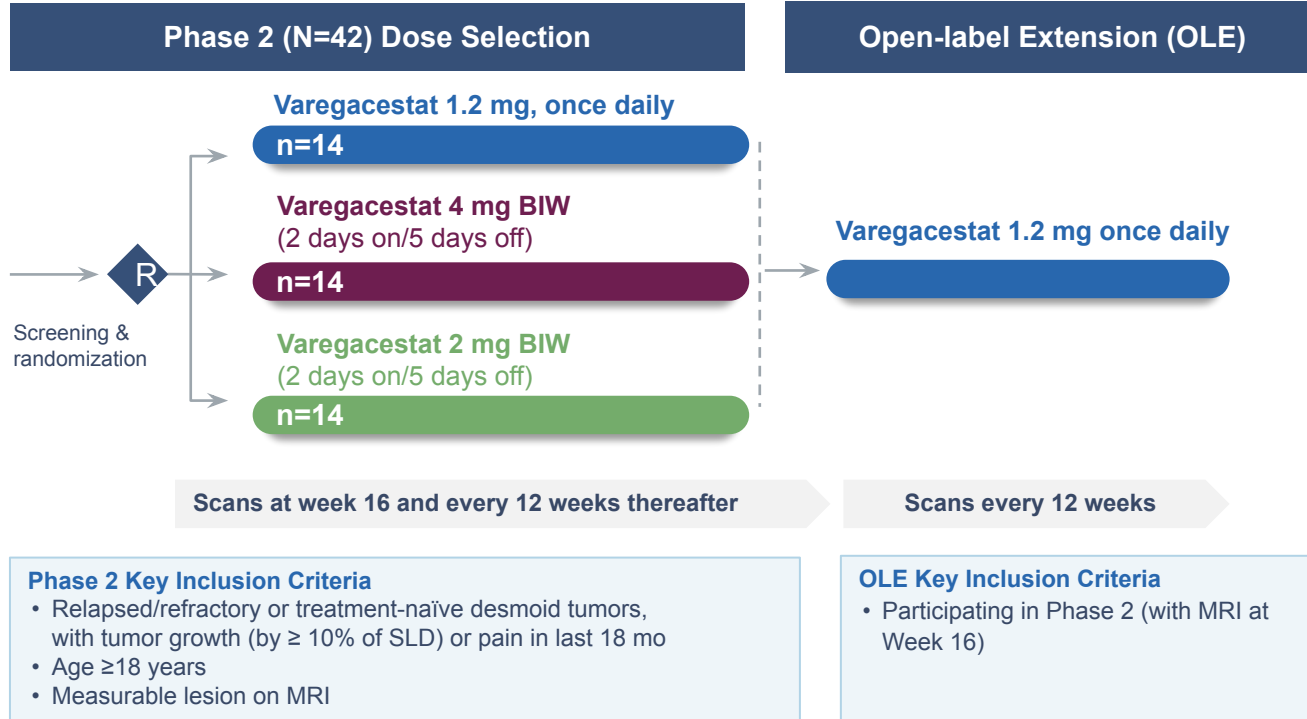 Phase 2 (N=42) Dose Selection
Open-label Extension (OLE)
Varegacestat 1.2 mg, once daily
n=14
Varegacestat 4 mg BIW
(2 days on/5 days off)
n=14
R
Screening &
randomization
Varegacestat 2 mg BIW
(2 days on/5 days off)
n=14
Varegacestat 1.2 mg once daily
Scans at week 16 and every 12 weeks thereafter
Scans every 12 weeks
Phase 2 Key Inclusion Criteria
• Relapsed/refractory or treatment-naïve desmoid tumors,
with tumor growth (by ≥ 10% of SLD) or pain in last 18 mo
• Age ≥18 years
• Measurable lesion on MRI
OLE Key Inclusion Criteria
• Participating in Phase 2 (with MRI at
Week 16)